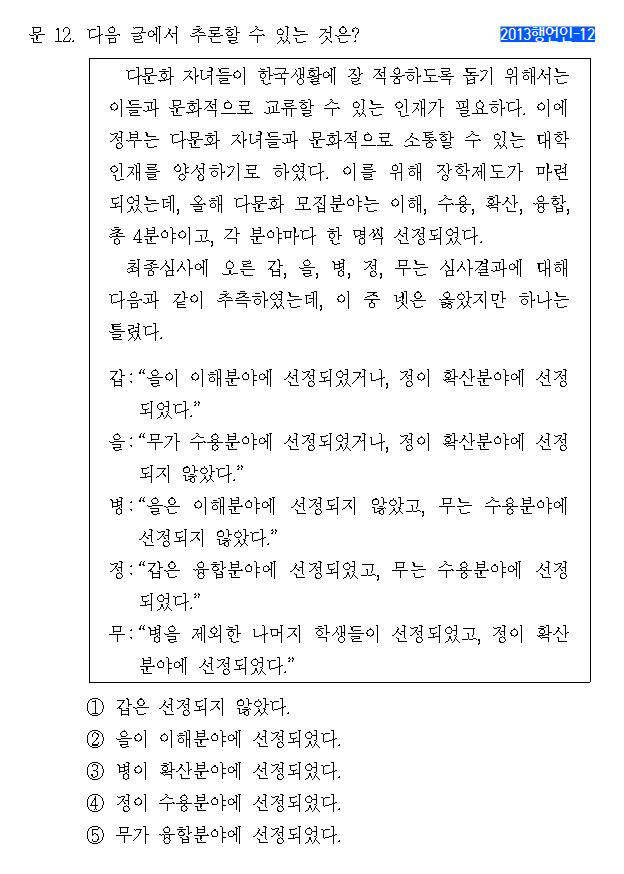 문 12. 다음 글에서 추론할 수 있는 것은?
2013행언인-12
다문화 자녀들이 한국생활에 잘 적응하도록 돕기 위해서는
이들과 문화적으로 교류할 수 있는 인재가 필요하다. 이에
정부는 다문화 자녀들과 문화적으로 소통할 수 있는 대학
인재를 양성하기로 하였다. 이를 위해 장학제도가 마련
되었는데, 올해 다문화 모집분야는 이해, 수용, 확산, 융합,
총 4분야이고, 각 분야마다 한 명씩 선정되었다.
최종심사에 오른 갑, 을, 병, 정, 무는 심사결과에 대해
다음과 같이 추측하였는데, 이 중 넷은 옳았지만 하나는
틀렸다.
갑:“을이 이해분야에 선정되었거나, 정이 확산분야에 선정
되었다.”
을:“무가 수용분야에 선정되었거나, 정이 확산분야에 선정
되지 않았다.”
병:“을은 이해분야에 선정되지 않았고, 무는 수용분야에
선정되지 않았다.”
정:“갑은 융합분야에 선정되었고, 무는 수용분야에 선정
되었다.”
무:“병을 제외한 나머지 학생들이 선정되었고, 정이 확산
분야에 선정되었다.”
① 갑은 선정되지 않았다.
② 을이 이해분야에 선정되었다.
③ 병이 확산분야에 선정되었다.
④ 정이 수용분야에 선정되었다.
⑤ 무가 융합분야에 선정되었다.